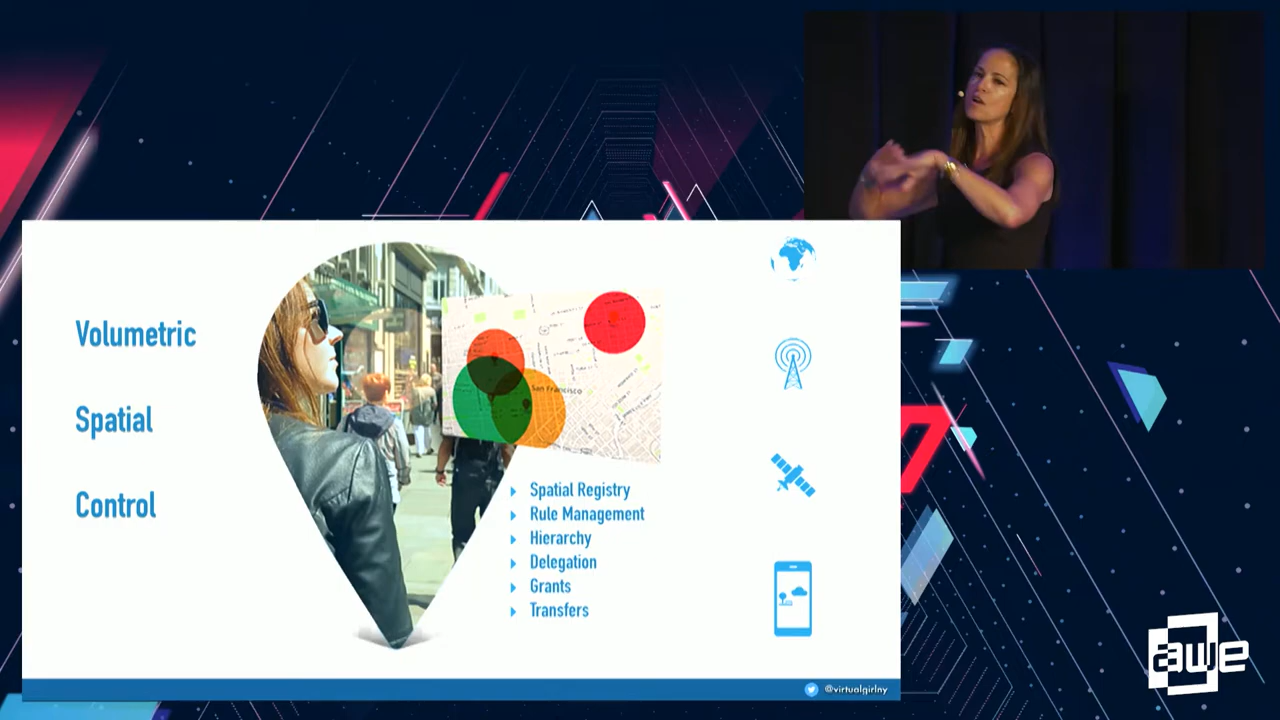 Volumetric
Spatial
Control
San Francisco
Spatial Registry
Rule Management
Hierarchy
Delegation
Grants
Transfers
@virtualgirlny
awe